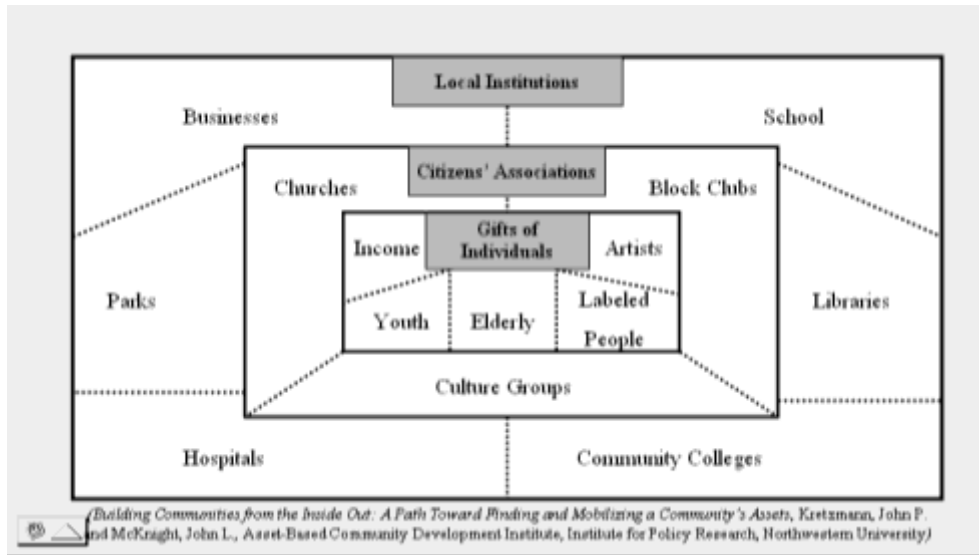 Local Institutions
Businesses
School
Citizens' Associations
Churches
Block Clubs
Gifts of
Individuals
Income
Artists
Parks
Libraries
Youth
Elderly
Labeled
People
Culture Groups
Hospitals
Community Colleges
(Building Communities from the Inside Out: A Path Toward Finding and Mobilizing a Community's Assets, Kretzmann, John P.
and McKnight, John L., Asset-Based Community Development Institute, Institute for Policy Research, Northwestern University)